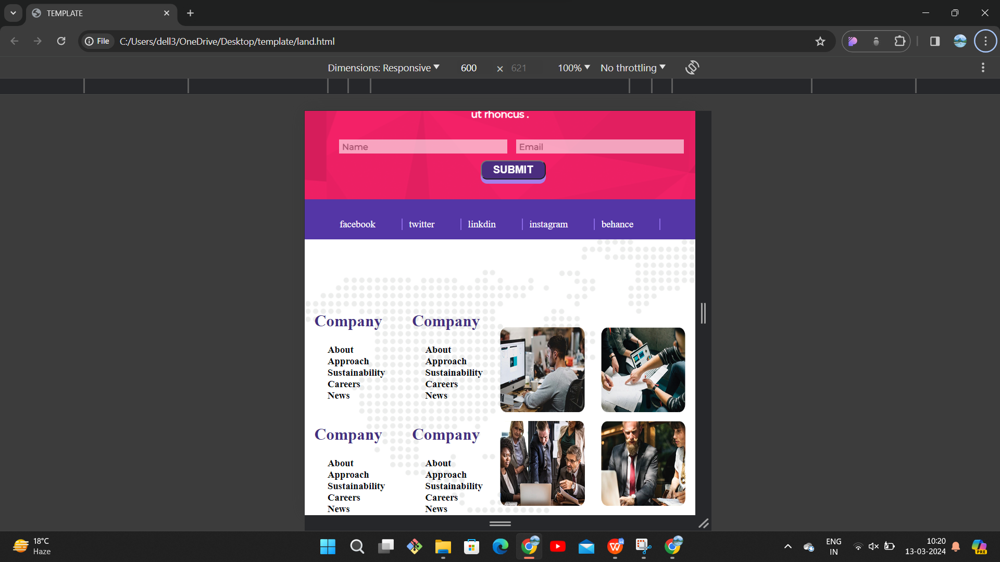 TEMPLATE
File C:/Users/dell3/OneDrive/Desktop/template/land.html
Dimensions: Responsive 600 × 621 100% No throttling
ut rhoncus .
Name Email
SUBMIT
facebook twitter linkdin instagram behance
Company Company
About About
Approach Approach
Sustainability Sustainability
Careers Careers
News News
Company Company
About About
Approach Approach
Sustainability Sustainability
Careers Careers
News News
18°C
Haze
ENG
IN
10:20
13-03-2024
PRE